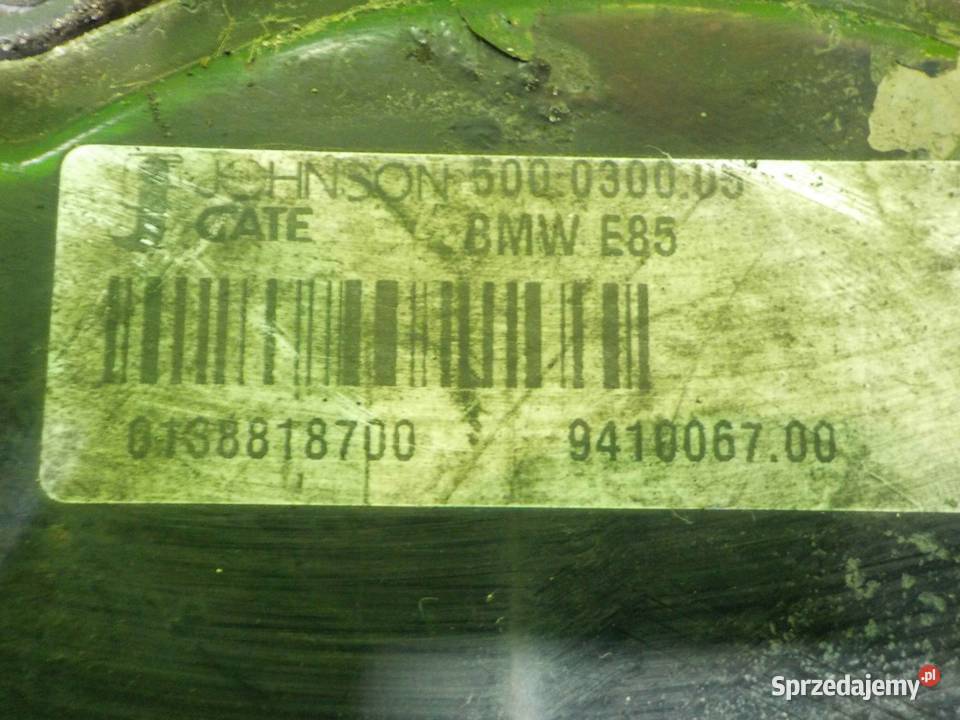 JOHNSON 500.0300.05
GATE BMW E85
0138818700 9410067.00
Sprzedajemy.pl